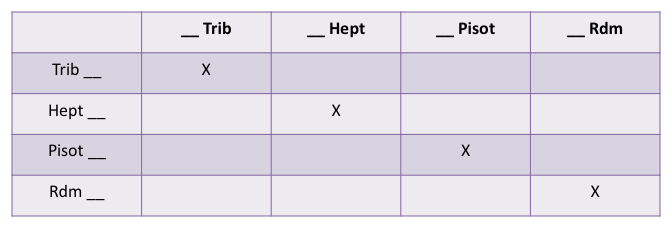 __ Trib __ Hept __ Pisot __ Rdm
Trib __ X
Hept __ X
Pisot __ X
Rdm __ X